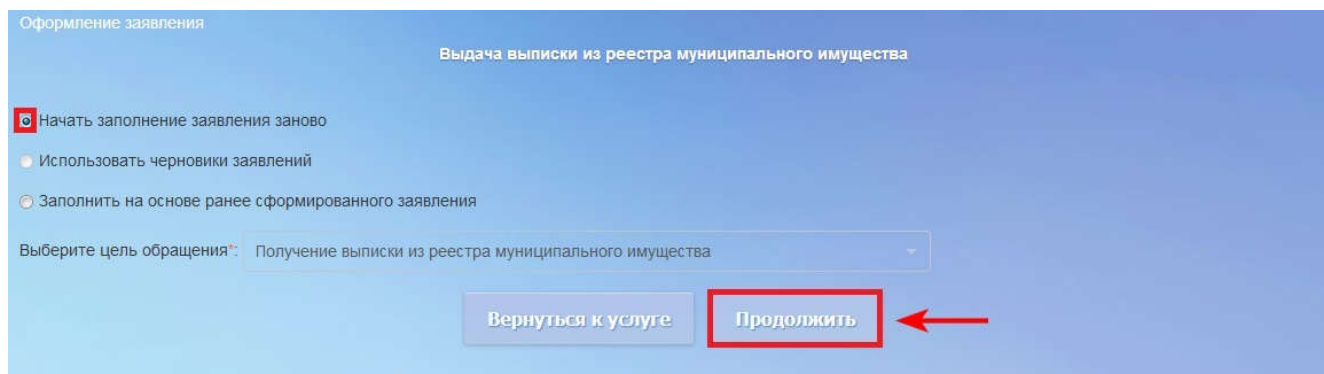 Оформление заявления
Выдача выписки из реестра муниципального имущества
Начать заполнение заявления заново
Использовать черновики заявлений
Заполнить на основе ранее сформированного заявления
Выберите цель обращения*: Получение выписки из реестра муниципального имущества
Вернуться к услуге Продолжить